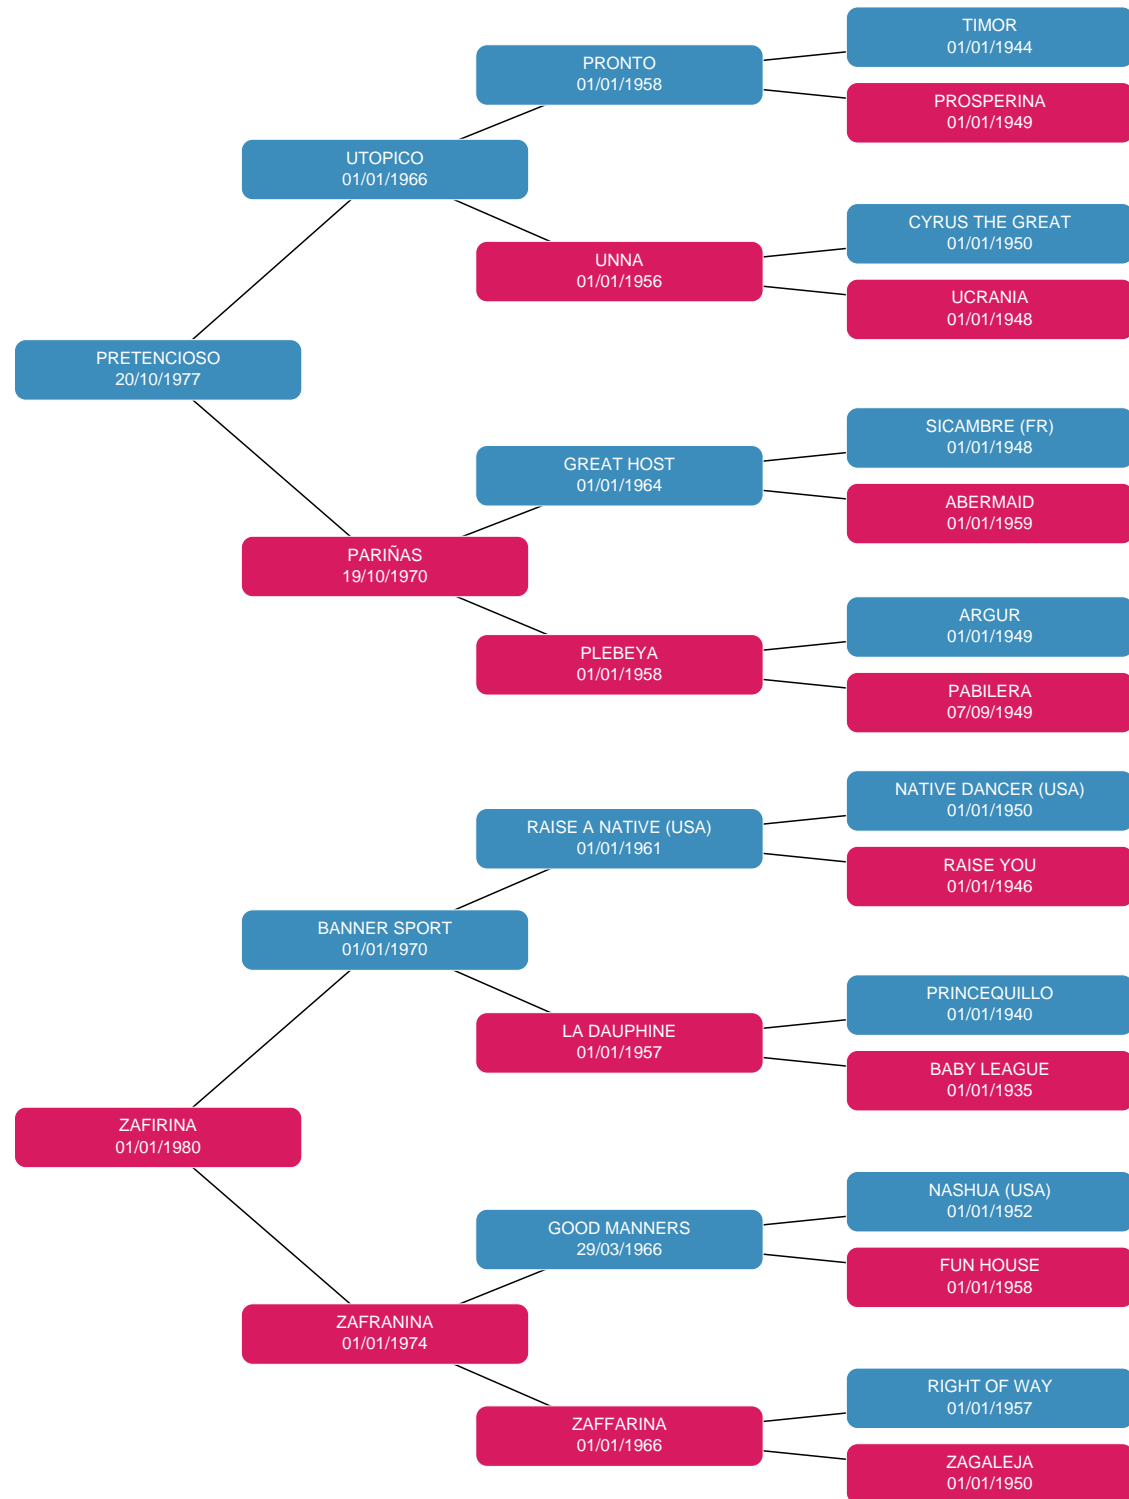 TIMOR
01/01/1944
PRONTO
01/01/1958
PROSPERINA
01/01/1949
UTOPICO
01/01/1966
CYRUS THE GREAT
01/01/1950
UNNA
01/01/1956
UCRANIA
01/01/1948
PRETENCIOSO
20/10/1977
SICAMBRE (FR)
01/01/1948
GREAT HOST
01/01/1964
ABERMAID
01/01/1959
PARIÑAS
19/10/1970
ARGUR
01/01/1949
PLEBEYA
01/01/1958
PABILERA
07/09/1949
NATIVE DANCER (USA)
01/01/1950
RAISE A NATIVE (USA)
01/01/1961
RAISE YOU
01/01/1946
BANNER SPORT
01/01/1970
PRINCEQUILLO
01/01/1940
LA DAUPHINE
01/01/1957
BABY LEAGUE
01/01/1935
ZAFIRINA
01/01/1980
NASHUA (USA)
01/01/1952
GOOD MANNERS
29/03/1966
FUN HOUSE
01/01/1958
ZAFRANINA
01/01/1974
RIGHT OF WAY
01/01/1957
ZAFFARINA
01/01/1966
ZAGALEJA
01/01/1950